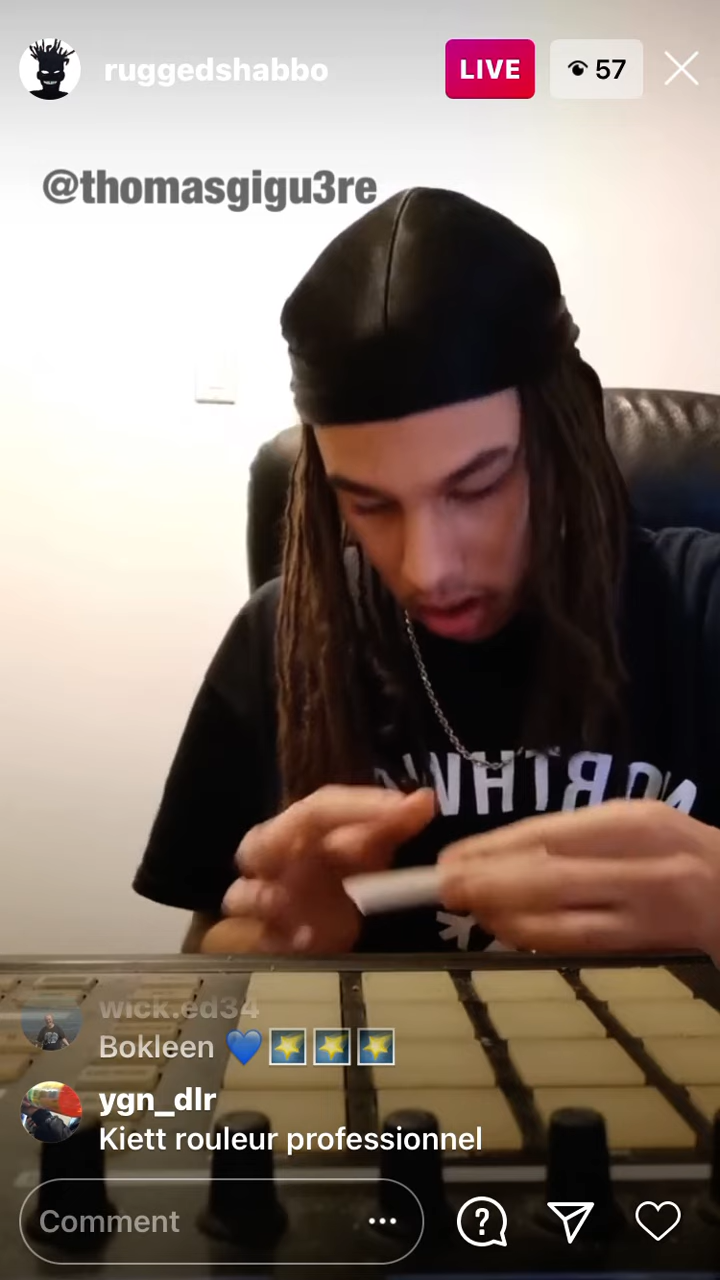 ruggedshabbo
LIVE
57
@thomasgigu3re
wick.ed34
Bokleen 💙🌠🌠🌠
ygn_dlr
Kiett rouleur professionnel
Comment